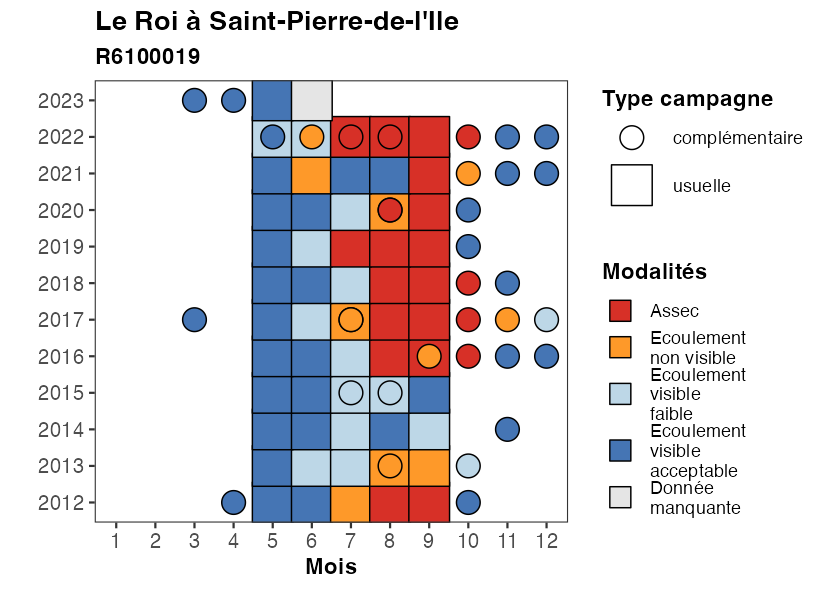 Le Roi à Saint-Pierre-de-l'Ile
R6100019
2023
2022
2021
2020
2019
2018
2017
2016
2015
2014
2013
2012
1 2 3 4 5 6 7 8 9 10 11 12
Mois
Type campagne
complémentaire
usuelle
Modalités
Assec
Ecoulement
non visible
Ecoulement
visible
faible
Ecoulement
visible
acceptable
Donnée
manquante